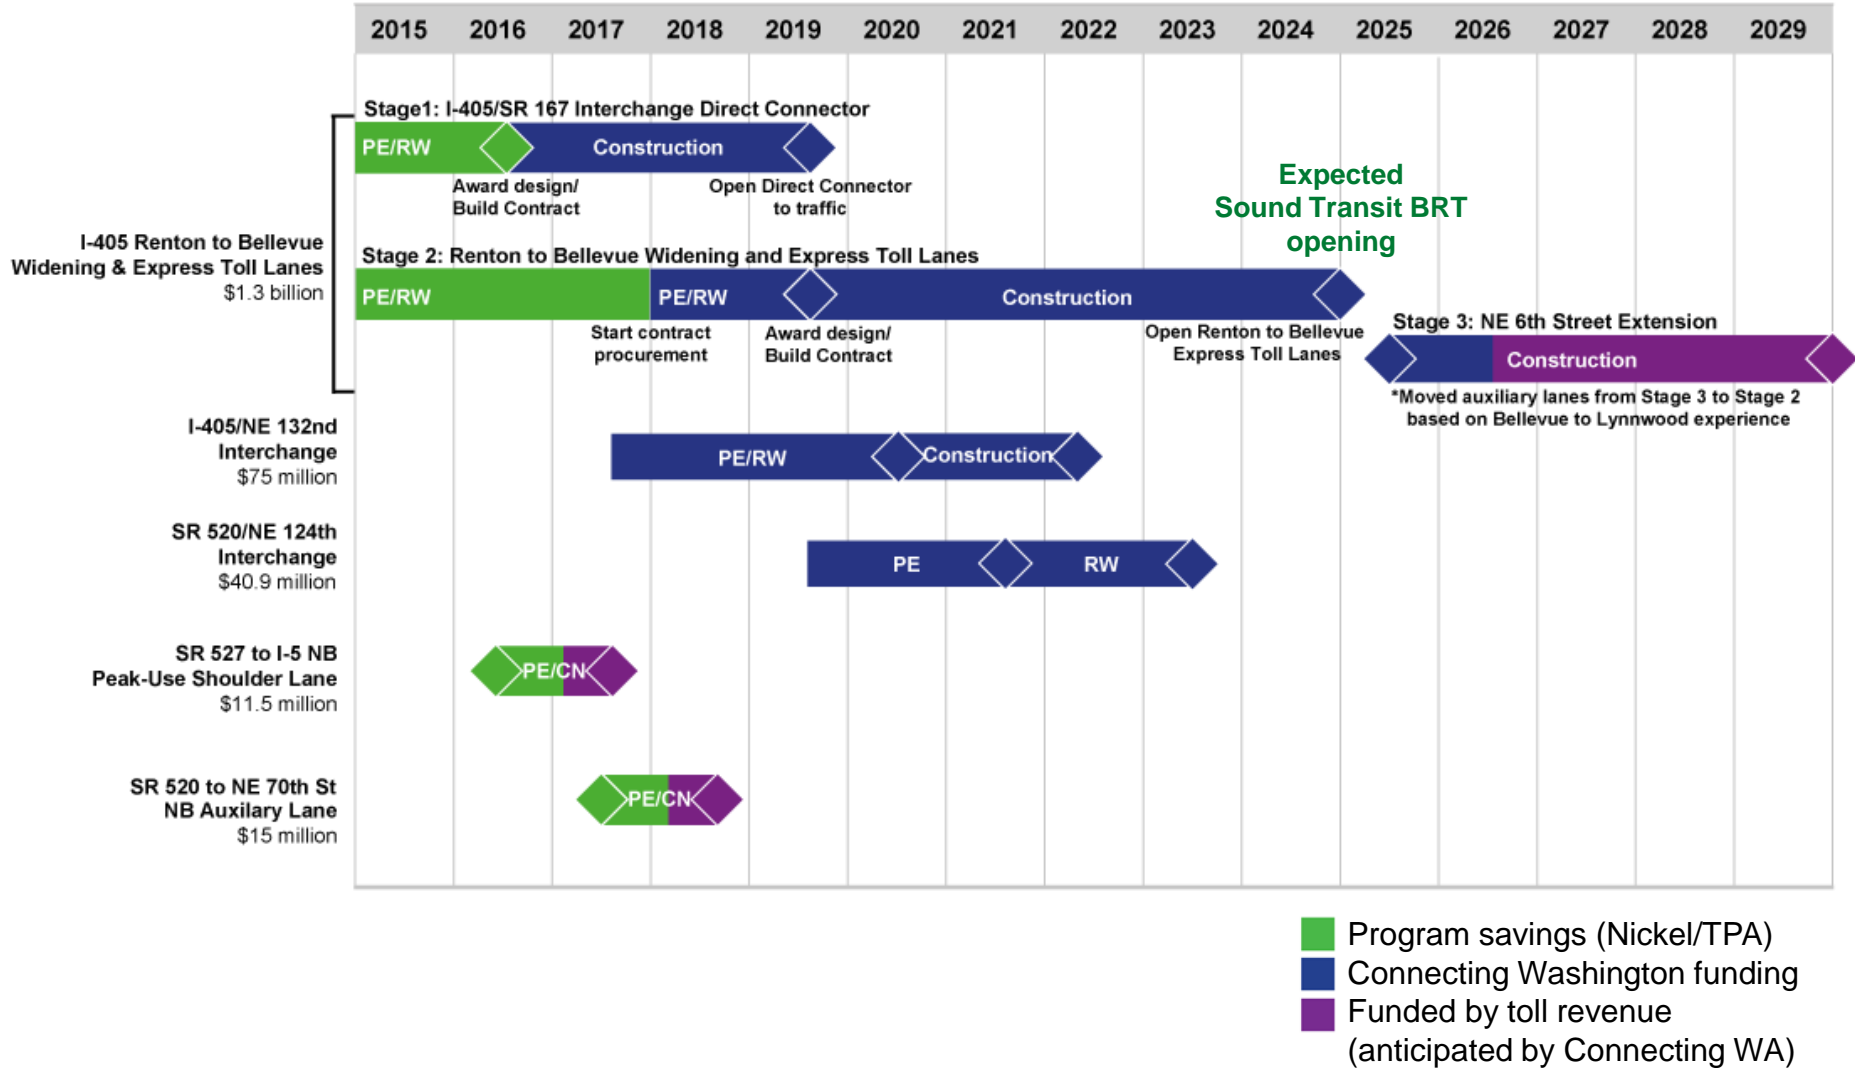 2015 2016 2017 2018 2019 2020 2021 2022 2023 2024 2025 2026 2027 2028 2029
Stage1: I-405/SR 167 Interchange Direct Connector
PE/RW Construction
Award design/
Build Contract
Open Direct Connector
to traffic
Expected
Sound Transit BRT
opening
I-405 Renton to Bellevue
Widening & Express Toll Lanes
$1.3 billion
Stage 2: Renton to Bellevue Widening and Express Toll Lanes
PE/RW PE/RW Construction
Start contract
procurement
Award design/
Build Contract
Open Renton to Bellevue
Express Toll Lanes
Stage 3: NE 6th Street Extension
Construction
*Moved auxiliary lanes from Stage 3 to Stage 2
based on Bellevue to Lynnwood experience
I-405/NE 132nd
Interchange
$75 million
PE/RW Construction
SR 520/NE 124th
Interchange
$40.9 million
PE RW
SR 527 to I-5 NB
Peak-Use Shoulder Lane
$11.5 million
PE/CN
SR 520 to NE 70th St
NB Auxilary Lane
$15 million
PE/CN
Program savings (Nickel/TPA)
Connecting Washington funding
Funded by toll revenue
(anticipated by Connecting WA)